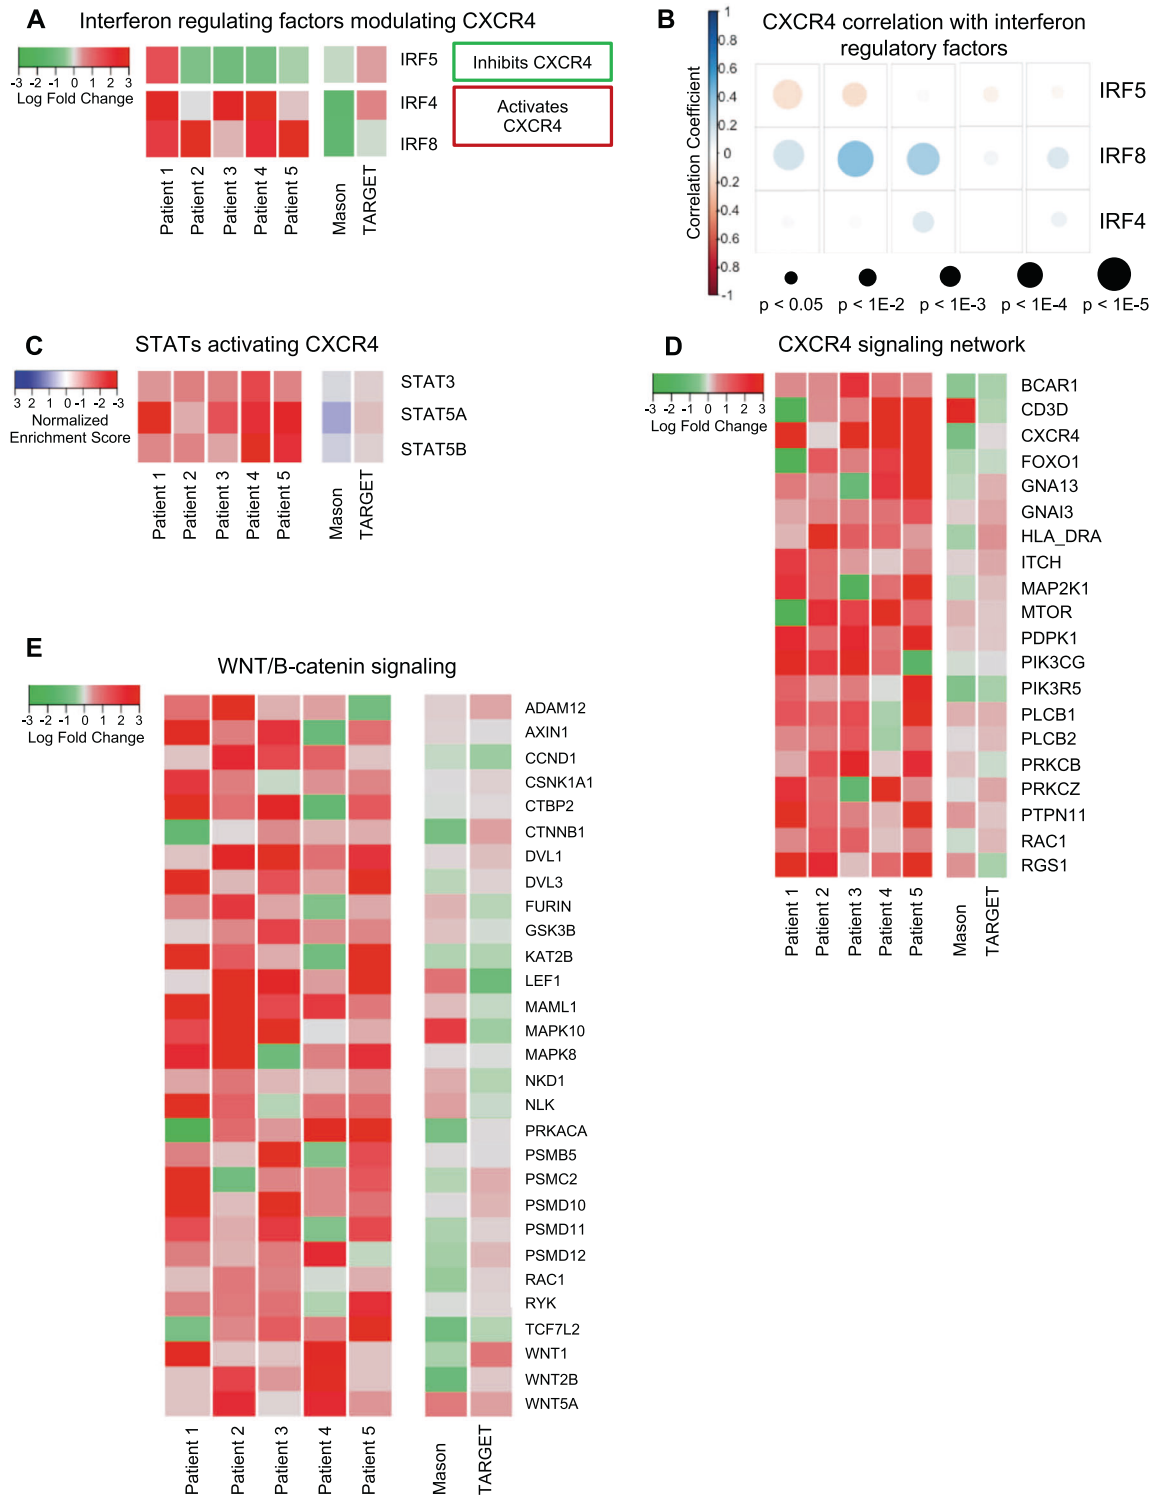 A
Interferon regulating factors modulating CXCR4
-3 -2 -1 0 1 2 3
Log Fold Change
IRF5
IRF4
IRF8
Inhibits CXCR4
Activates
CXCR4
Patient 1
Patient 2
Patient 3
Patient 4
Patient 5
Mason
TARGET
B
CXCR4 correlation with interferon
regulatory factors
Correlation Coefficient
1
0.8
0.6
0.4
0.2
0
-0.2
-0.4
-0.6
-0.8
-1
IRF5
IRF8
IRF4
p < 0.05 p < 1E-2 p < 1E-3 p < 1E-4 p < 1E-5
C
STATs activating CXCR4
3 2 1 0 -1 -2 -3
Normalized
Enrichment Score
STAT3
STAT5A
STAT5B
Patient 1
Patient 2
Patient 3
Patient 4
Patient 5
Mason
TARGET
D
CXCR4 signaling network
-3 -2 -1 0 1 2 3
Log Fold Change
BCAR1
CD3D
CXCR4
FOXO1
GNA13
GNAI3
HLA_DRA
ITCH
MAP2K1
MTOR
PDPK1
PIK3CG
PIK3R5
PLCB1
PLCB2
PRKCB
PRKCZ
PTPN11
RAC1
RGS1
Patient 1
Patient 2
Patient 3
Patient 4
Patient 5
Mason
TARGET
E
WNT/B-catenin signaling
-3 -2 -1 0 1 2 3
Log Fold Change
ADAM12
AXIN1
CCND1
CSNK1A1
CTBP2
CTNNB1
DVL1
DVL3
FURIN
GSK3B
KAT2B
LEF1
MAML1
MAPK10
MAPK8
NKD1
NLK
PRKACA
PSMB5
PSMC2
PSMD10
PSMD11
PSMD12
RAC1
RYK
TCF7L2
WNT1
WNT2B
WNT5A
Patient 1
Patient 2
Patient 3
Patient 4
Patient 5
Mason
TARGET